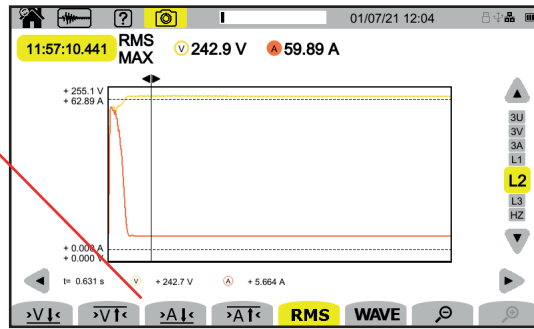 ? 01/07/21 12:04
11:57:10.441 RMS MAX V 242.9 V A 59.89 A
+ 255.1 V
+ 62.89 A
3U
3V
3A
L1
L2
L3
HZ
+ 0.000 A
+ 0.000 V
t= 0.631 s V + 242.7 V A + 5.664 A
>V↓< >V↑< >A↓< >A↑< RMS WAVE